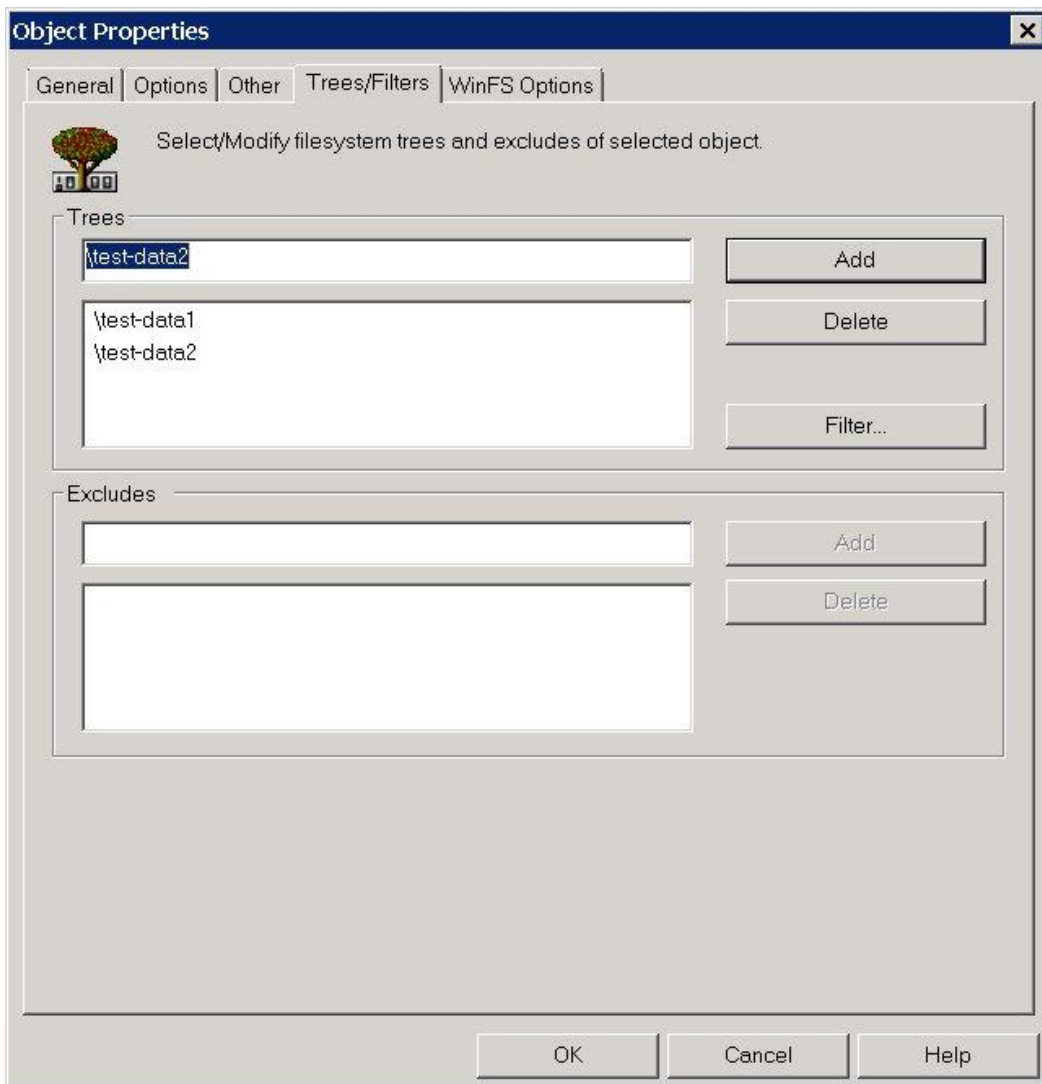 Object Properties
General Options Other Trees/Filters WinFS Options
Select/Modify filesystem trees and excludes of selected object.
Trees
\test-data2
Add
\test-data1
\test-data2
Delete
Filter...
Excludes
Add
Delete
OK Cancel Help